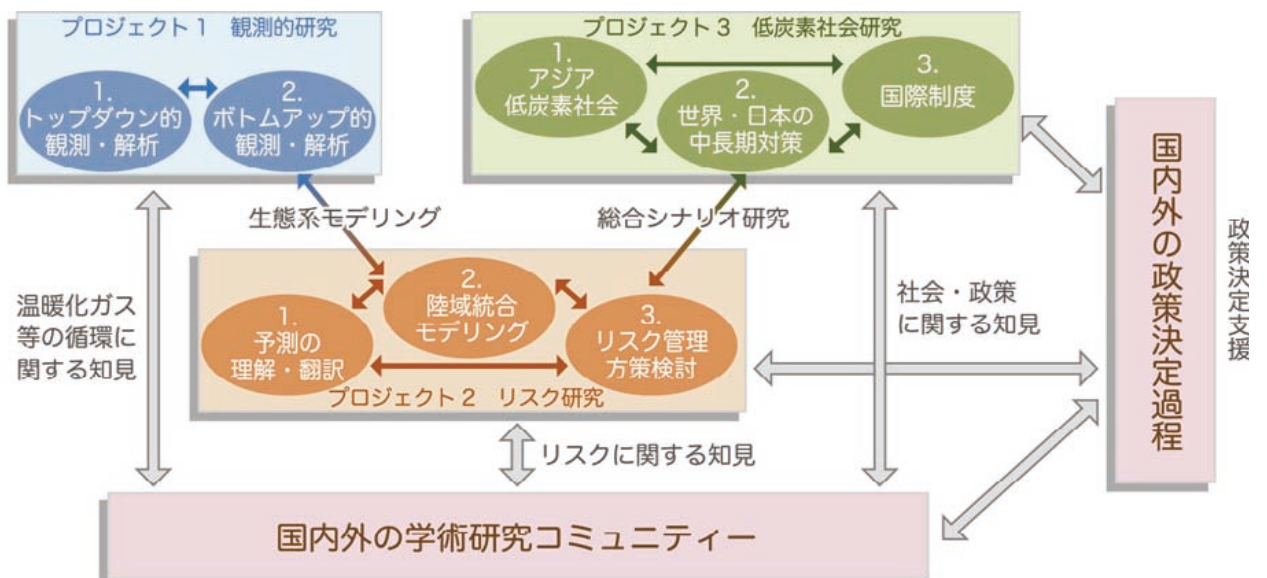 プロジェクト1 観測的研究
1.
トップダウン的
観測・解析
2.
ボトムアップ的
観測・解析
プロジェクト3 低炭素社会研究
1.
アジア
低炭素社会
2.
世界・日本の
中長期対策
3.
国際制度
生態系モデリング
総合シナリオ研究
温暖化ガス
等の循環に
関する知見
1.
予測の
理解・翻訳
2.
陸域統合
モデリング
3.
リスク管理
方策検討
プロジェクト2 リスク研究
社会・政策
に関する知見
リスクに関する知見
国内外の学術研究コミュニティー
国内外の政策決定過程
政策決定支援